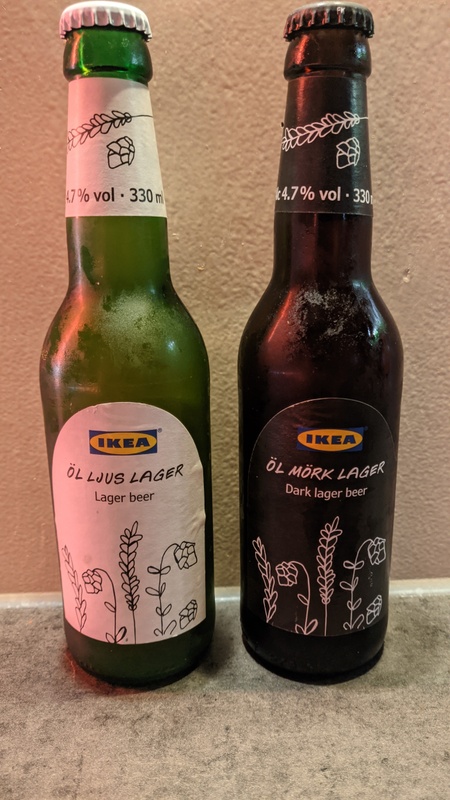 4.7% vol · 330 m
IKEA
ÖL LJUS LAGER
Lager beer
4.7% vol · 330
IKEA
ÖL MÖRK LAGER
Dark lager beer